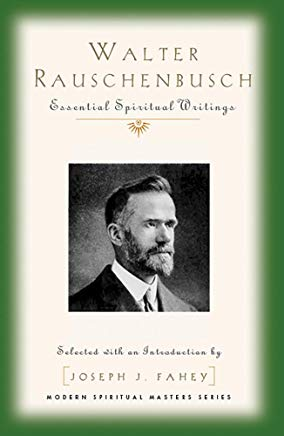 WALTER
RAUSCHENBUSCH
Essential Spiritual Writings
Selected with an Introduction by
[JOSEPH J. FAHEY]
MODERN SPIRITUAL MASTERS SERIES